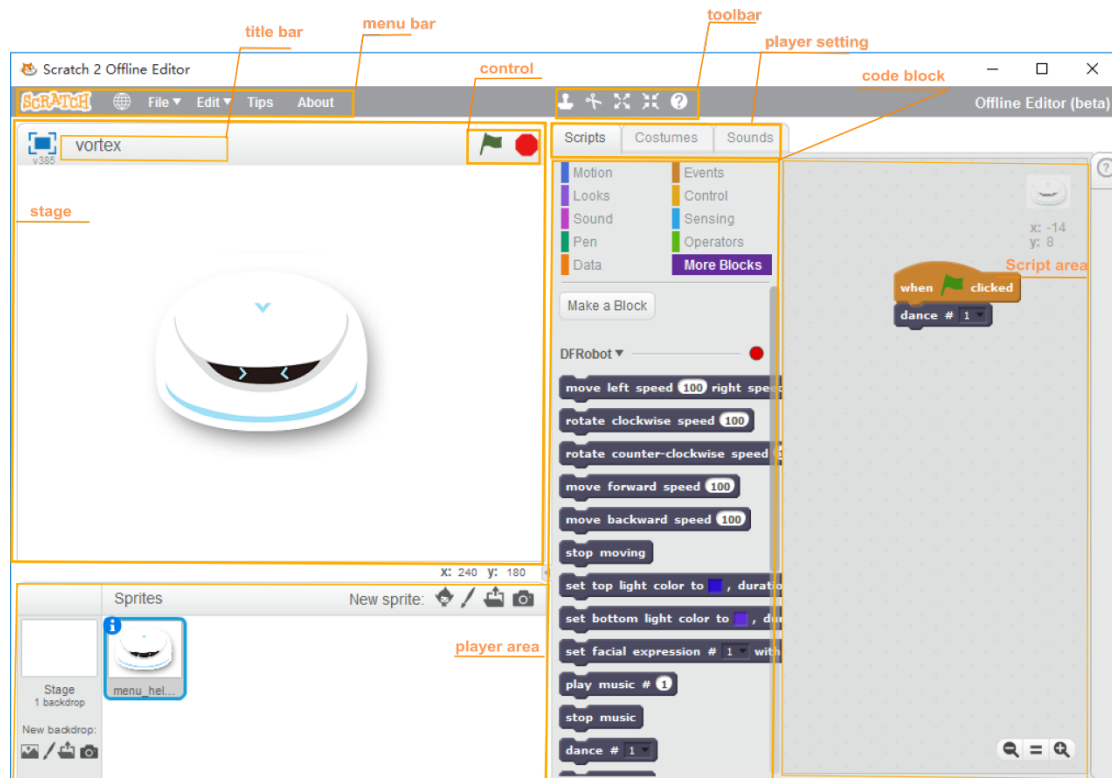 toolbar
menu bar
title bar
player setting
control
code block
Scratch 2 Offline Editor
SCRATCH File Edit Tips About
Offline Editor (beta)
v385
vortex
stage
Scripts Costumes Sounds
Motion Events
Looks Control
Sound Sensing
Pen Operators
Data More Blocks
Make a Block
DFRobot
move left speed 100 right spee
rotate clockwise speed 100
rotate counter-clockwise speed
move forward speed 100
move backward speed 100
stop moving
set top light color to , duratio
set bottom light color to , du
set facial expression # 1 with
play music # 1
stop music
dance # 1
?
x: -14
y: 8
Script area
when clicked
dance # 1
x: 240 y: 180
Sprites New sprite:
player area
Stage
1 backdrop
New backdrop:
menu_hel...